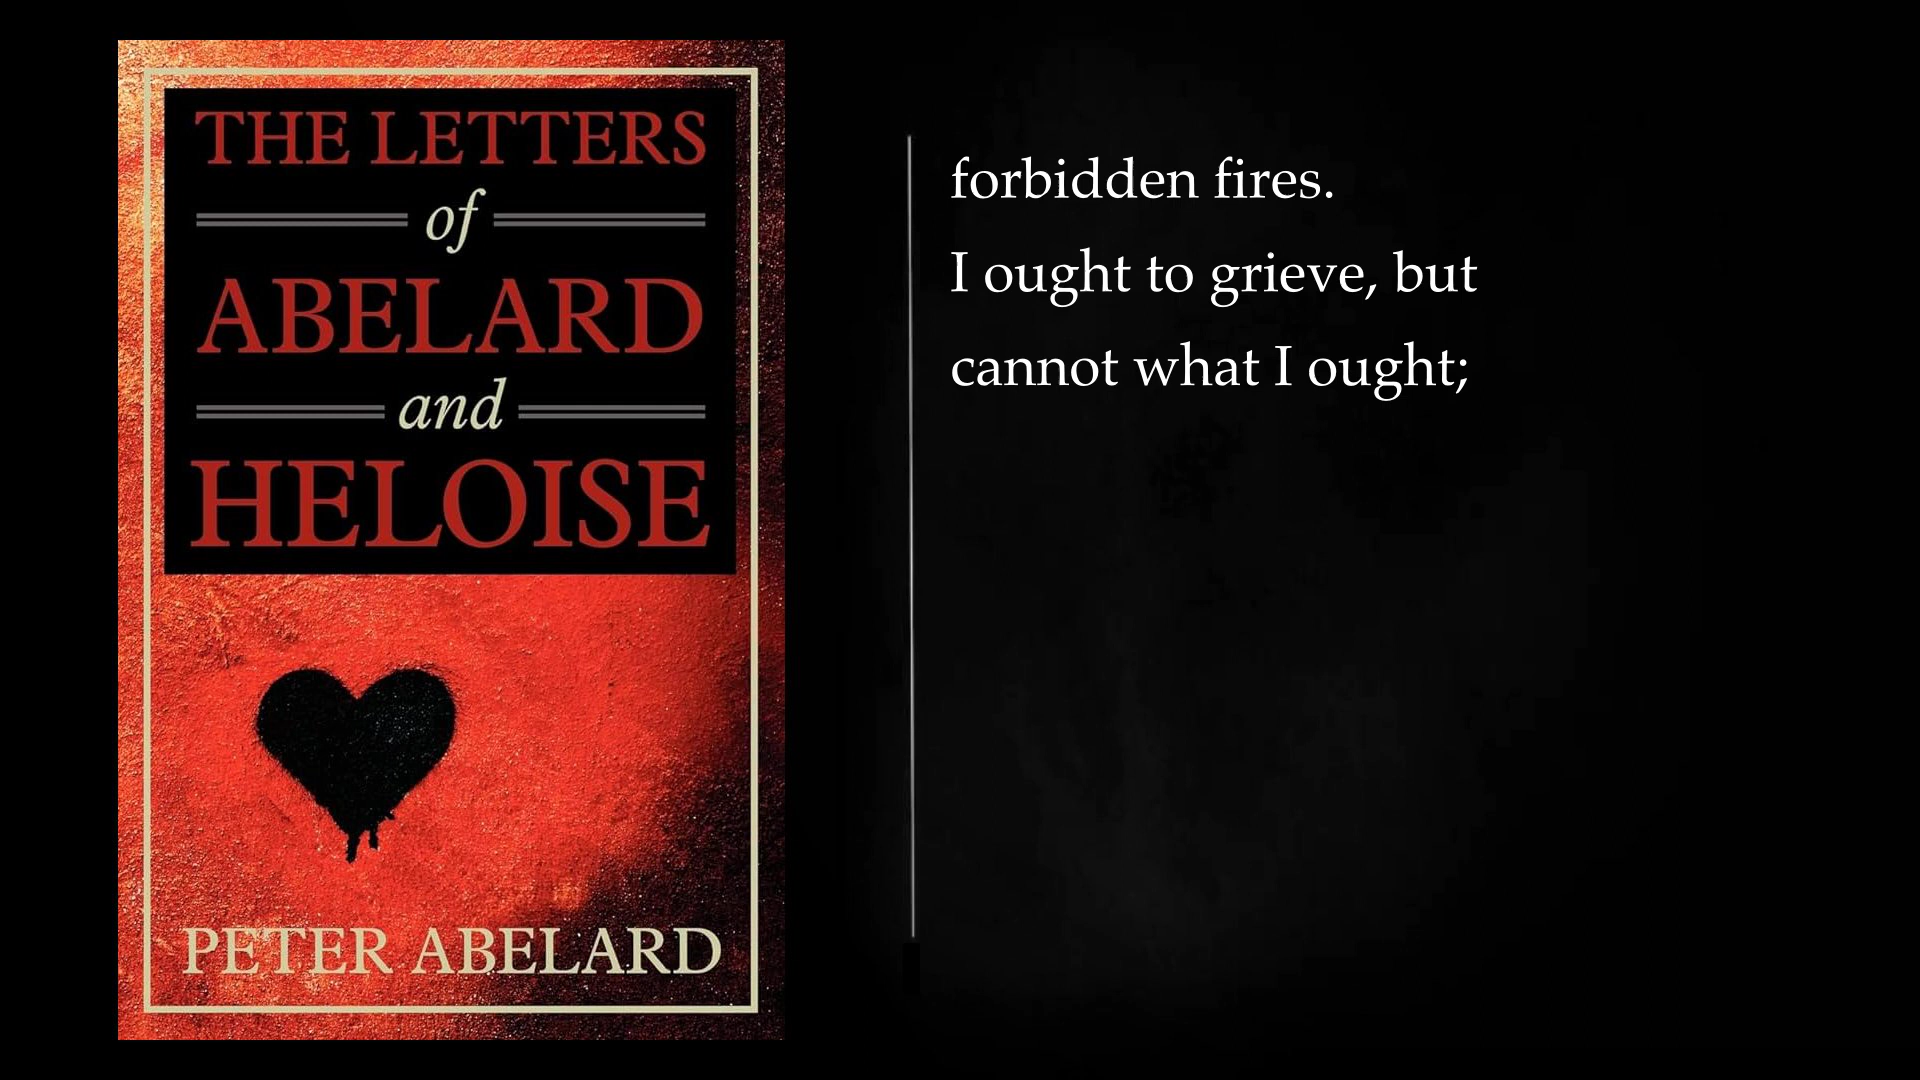 THE LETTERS
of
ABELARD
and
HELOISE
PETER ABELARD
forbidden fires.
I ought to grieve, but
cannot what I ought;